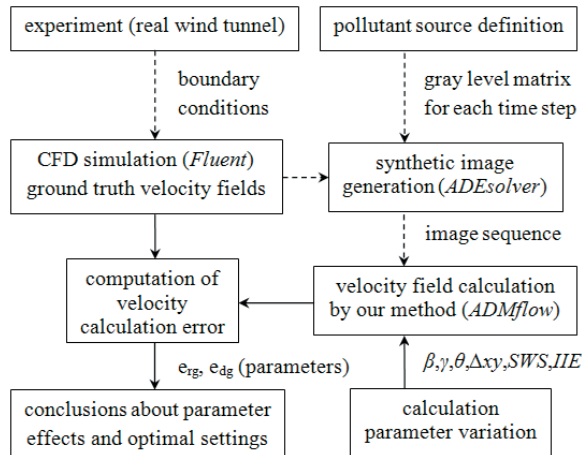 experiment (real wind tunnel)
pollutant source definition
boundary
conditions
gray level matrix
for each time step
CFD simulation (Fluent)
ground truth velocity fields
synthetic image
generation (ADEsolver)
image sequence
computation of
velocity
calculation error
velocity field calculation
by our method (ADMflow)
e_rg, e_dg (parameters)
β,γ,θ,Δxy,SWS,IIE
conclusions about parameter
effects and optimal settings
calculation
parameter variation